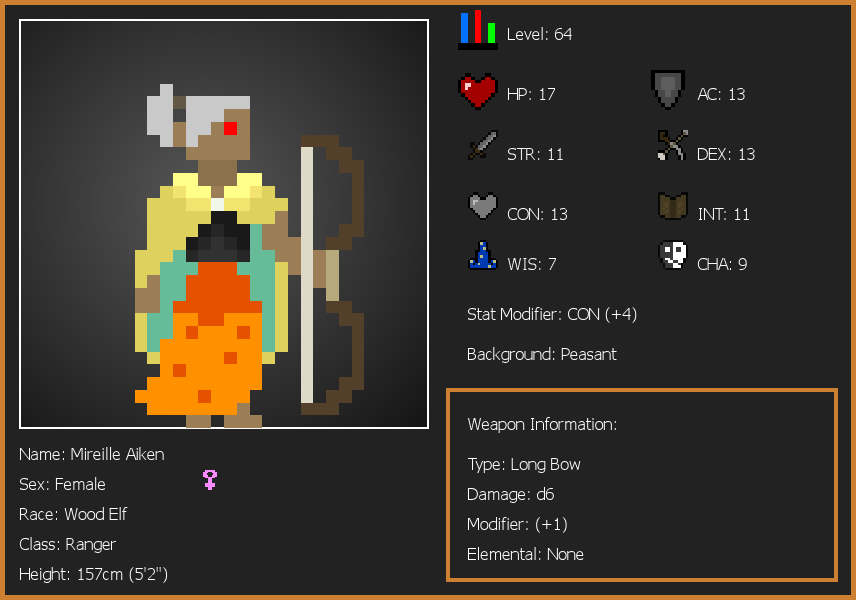 Level: 64
HP: 17
AC: 13
STR: 11
DEX: 13
CON: 13
INT: 11
WIS: 7
CHA: 9
Stat Modifier: CON (+4)
Background: Peasant
Weapon Information:
Type: Long Bow
Damage: d6
Modifier: (+1)
Elemental: None
Name: Mireille Aiken
Sex: Female
Race: Wood Elf
Class: Ranger
Height: 157cm (5'2")